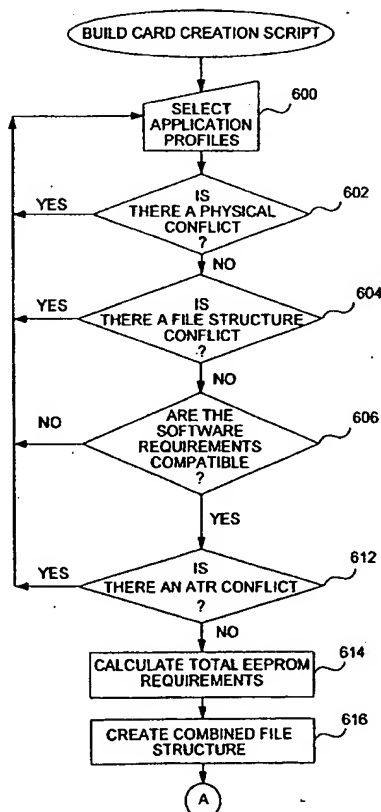 BUILD CARD CREATION SCRIPT
600
SELECT
APPLICATION
PROFILES
602
IS
THERE A PHYSICAL
CONFLICT
?
YES
NO
604
IS
THERE A FILE STRUCTURE
CONFLICT
?
YES
NO
606
ARE THE
SOFTWARE
REQUIREMENTS
COMPATIBLE
?
NO
YES
612
IS
THERE AN ATR CONFLICT
?
YES
NO
614
CALCULATE TOTAL EEPROM
REQUIREMENTS
616
CREATE COMBINED FILE
STRUCTURE
A